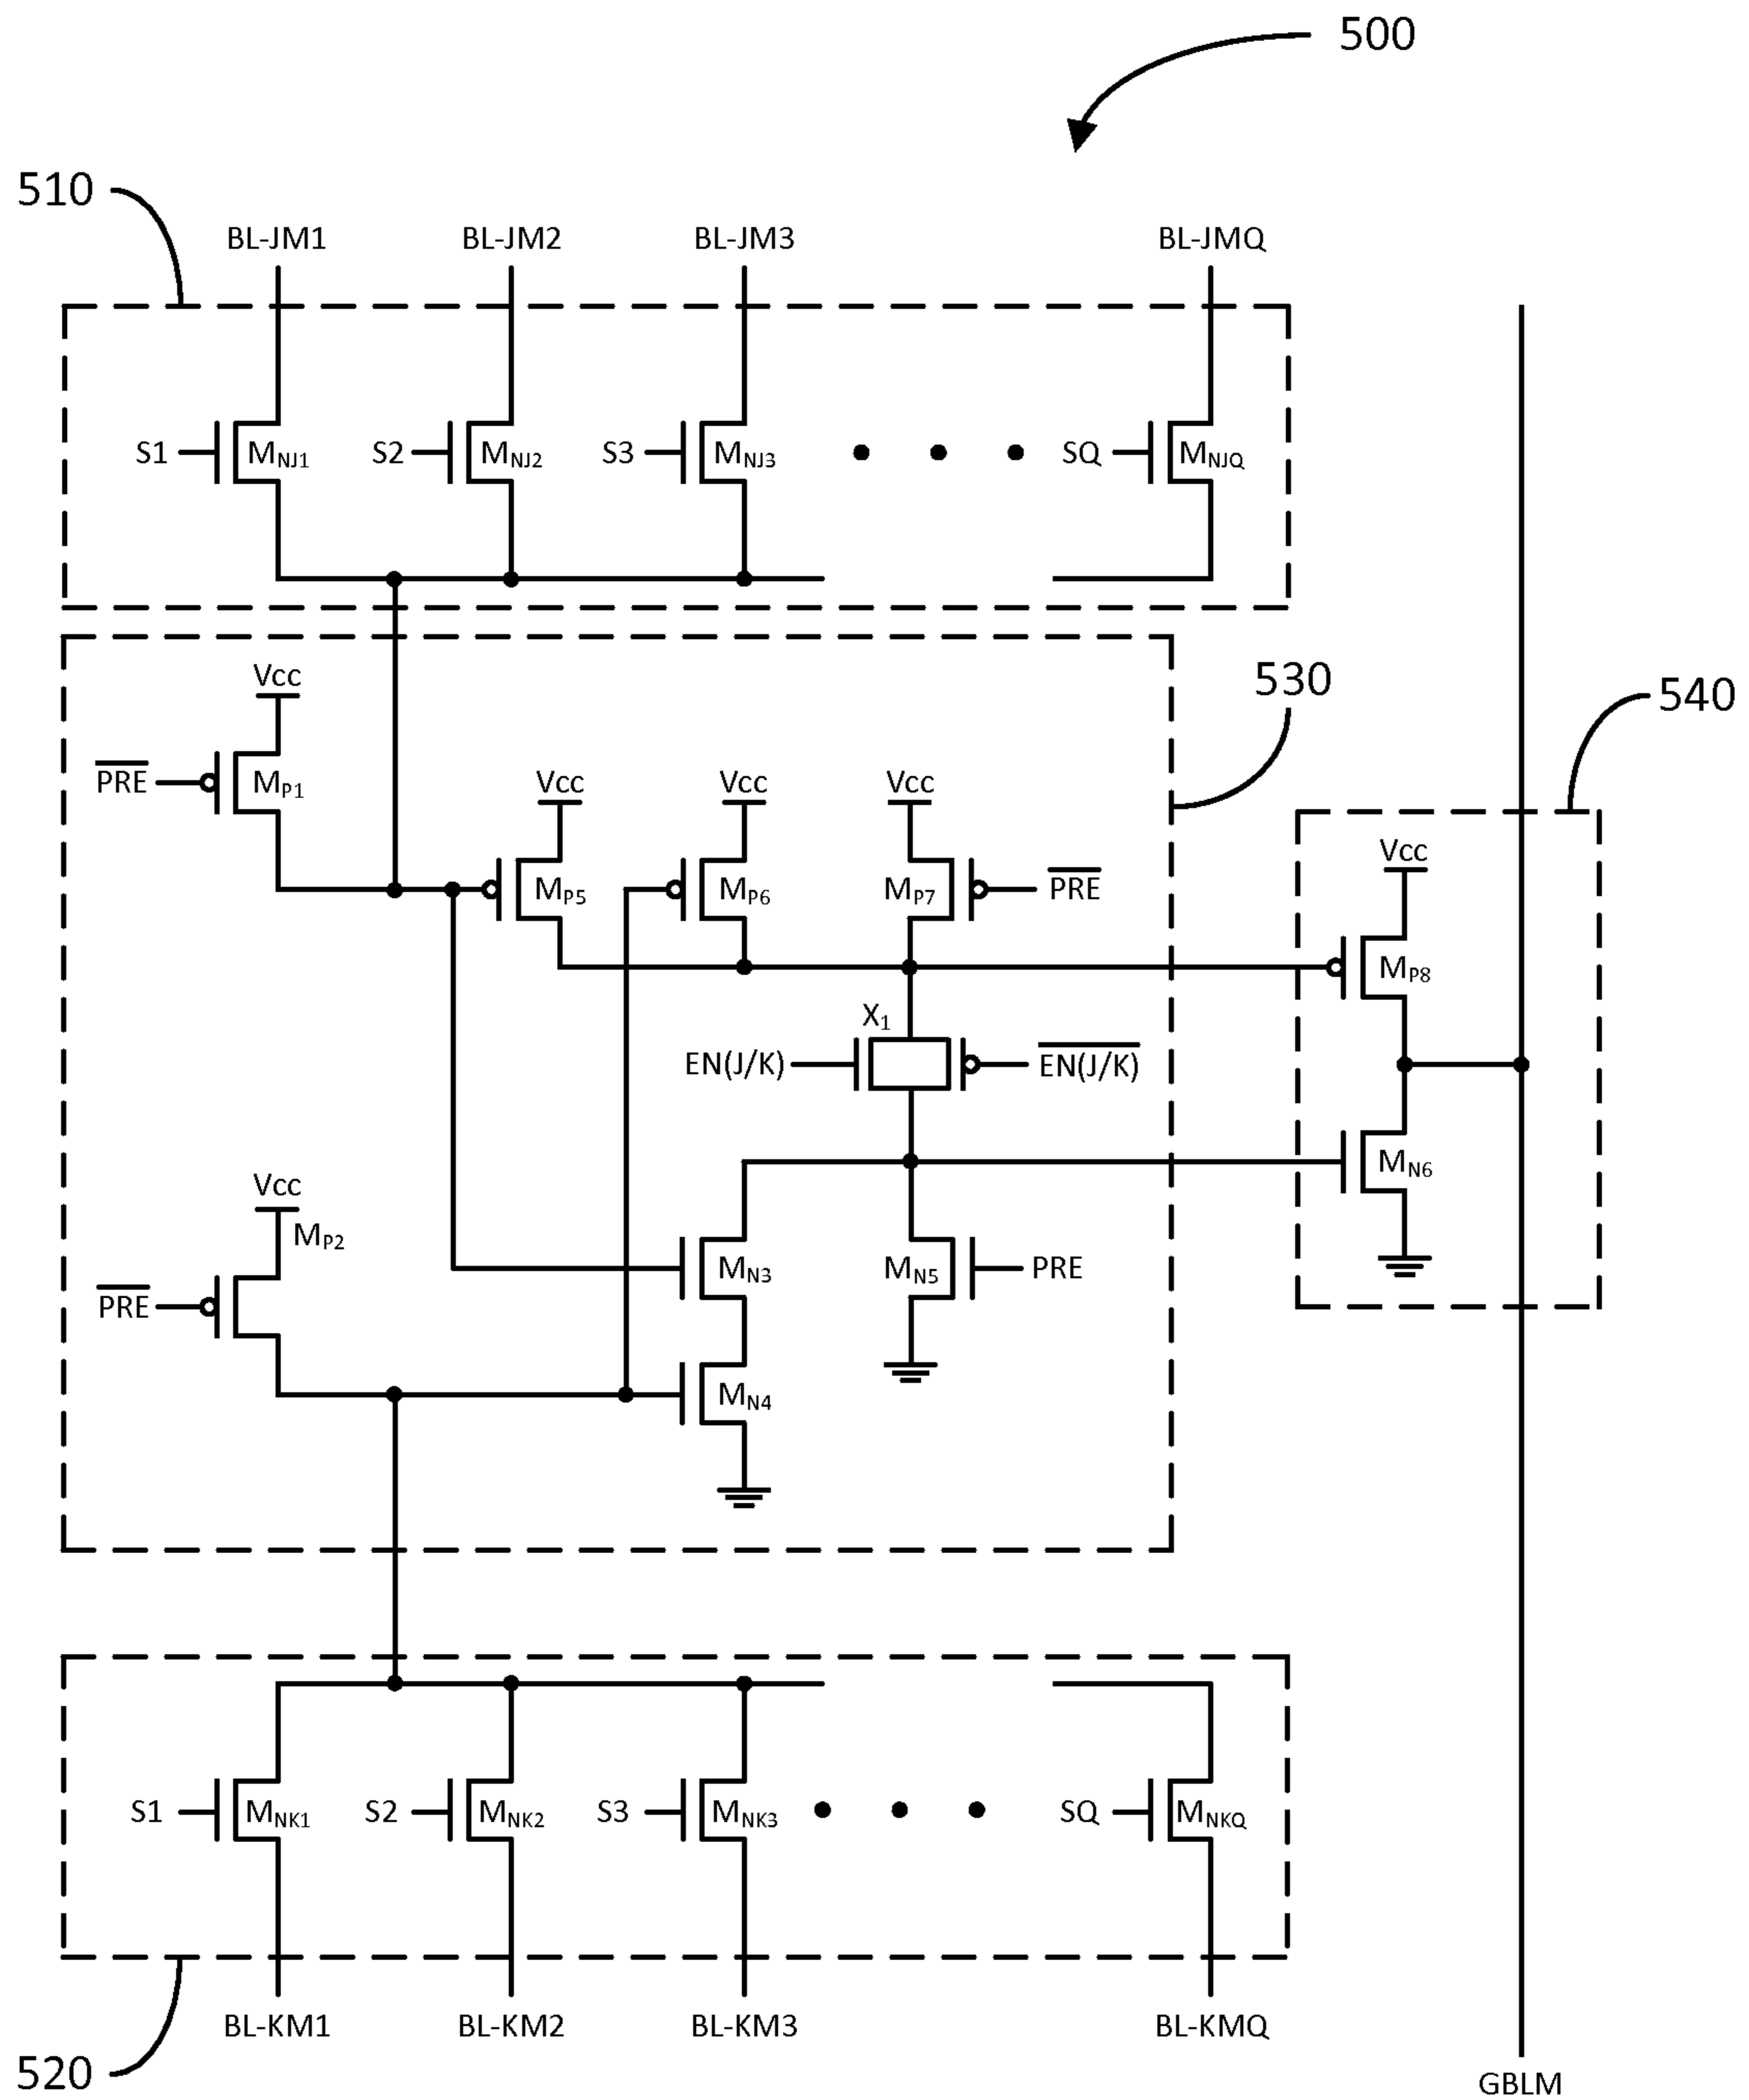 500
510
BL-JM1 BL-JM2 BL-JM3 BL-JMQ
S1 MNJ1 S2 MNJ2 S3 MNJ3 SQ MNJQ
Vcc
530
540
PRE MP1
Vcc Vcc Vcc
Vcc
MP5 MP6 MP7 PRE
MP8
X1
EN(J/K) EN(J/K)
MN6
Vcc
MP2
MN3 MN5 PRE
PRE
MN4
S1 MNK1 S2 MNK2 S3 MNK3 SQ MNKQ
BL-KM1 BL-KM2 BL-KM3 BL-KMQ
520
GBLM